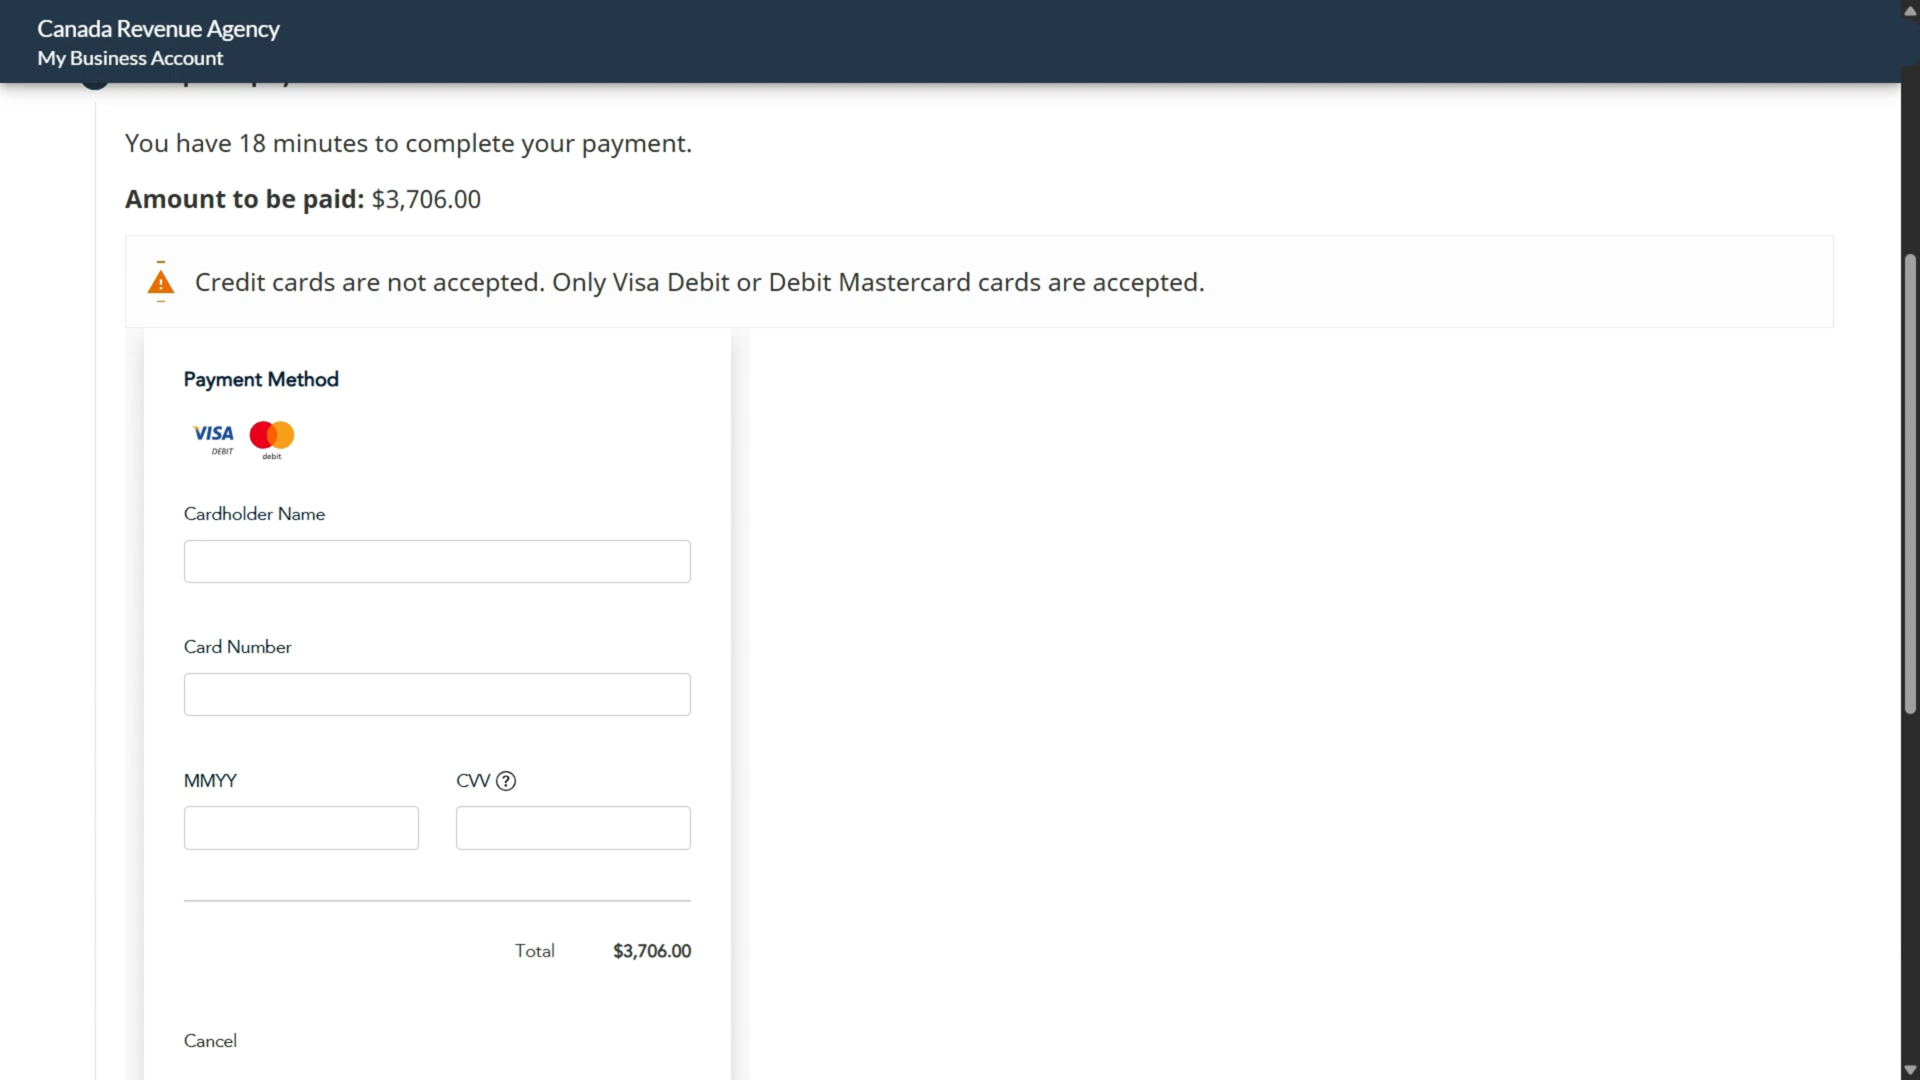 Canada Revenue Agency
My Business Account
You have 18 minutes to complete your payment.
Amount to be paid: $3,706.00
Credit cards are not accepted. Only Visa Debit or Debit Mastercard cards are accepted.
Payment Method
VISA
DEBIT
debit
Cardholder Name
Card Number
MMYY
CVV ?
Total $3,706.00
Cancel